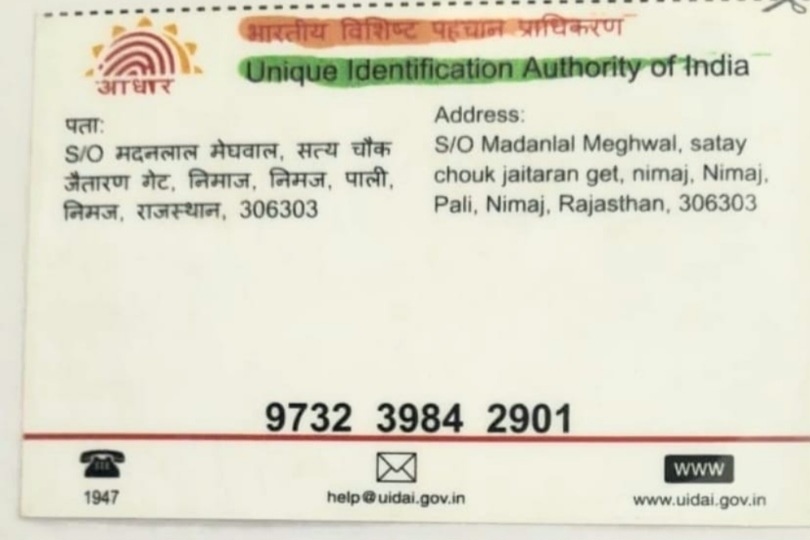 भारतीय विशिष्ट पहचान प्राधिकरण
Unique Identification Authority of India
आधार
पता:
S/O मदनलाल मेघवाल, सत्य चौक
जैतारण गेट, निमाज, निमज, पाली,
निमज, राजस्थान, 306303
Address:
S/O Madanlal Meghwal, satay
chouk jaitaran get, nimaj, Nimaj,
Pali, Nimaj, Rajasthan, 306303
9732 3984 2901
1947
help@uidai.gov.in
www
www.uidai.gov.in